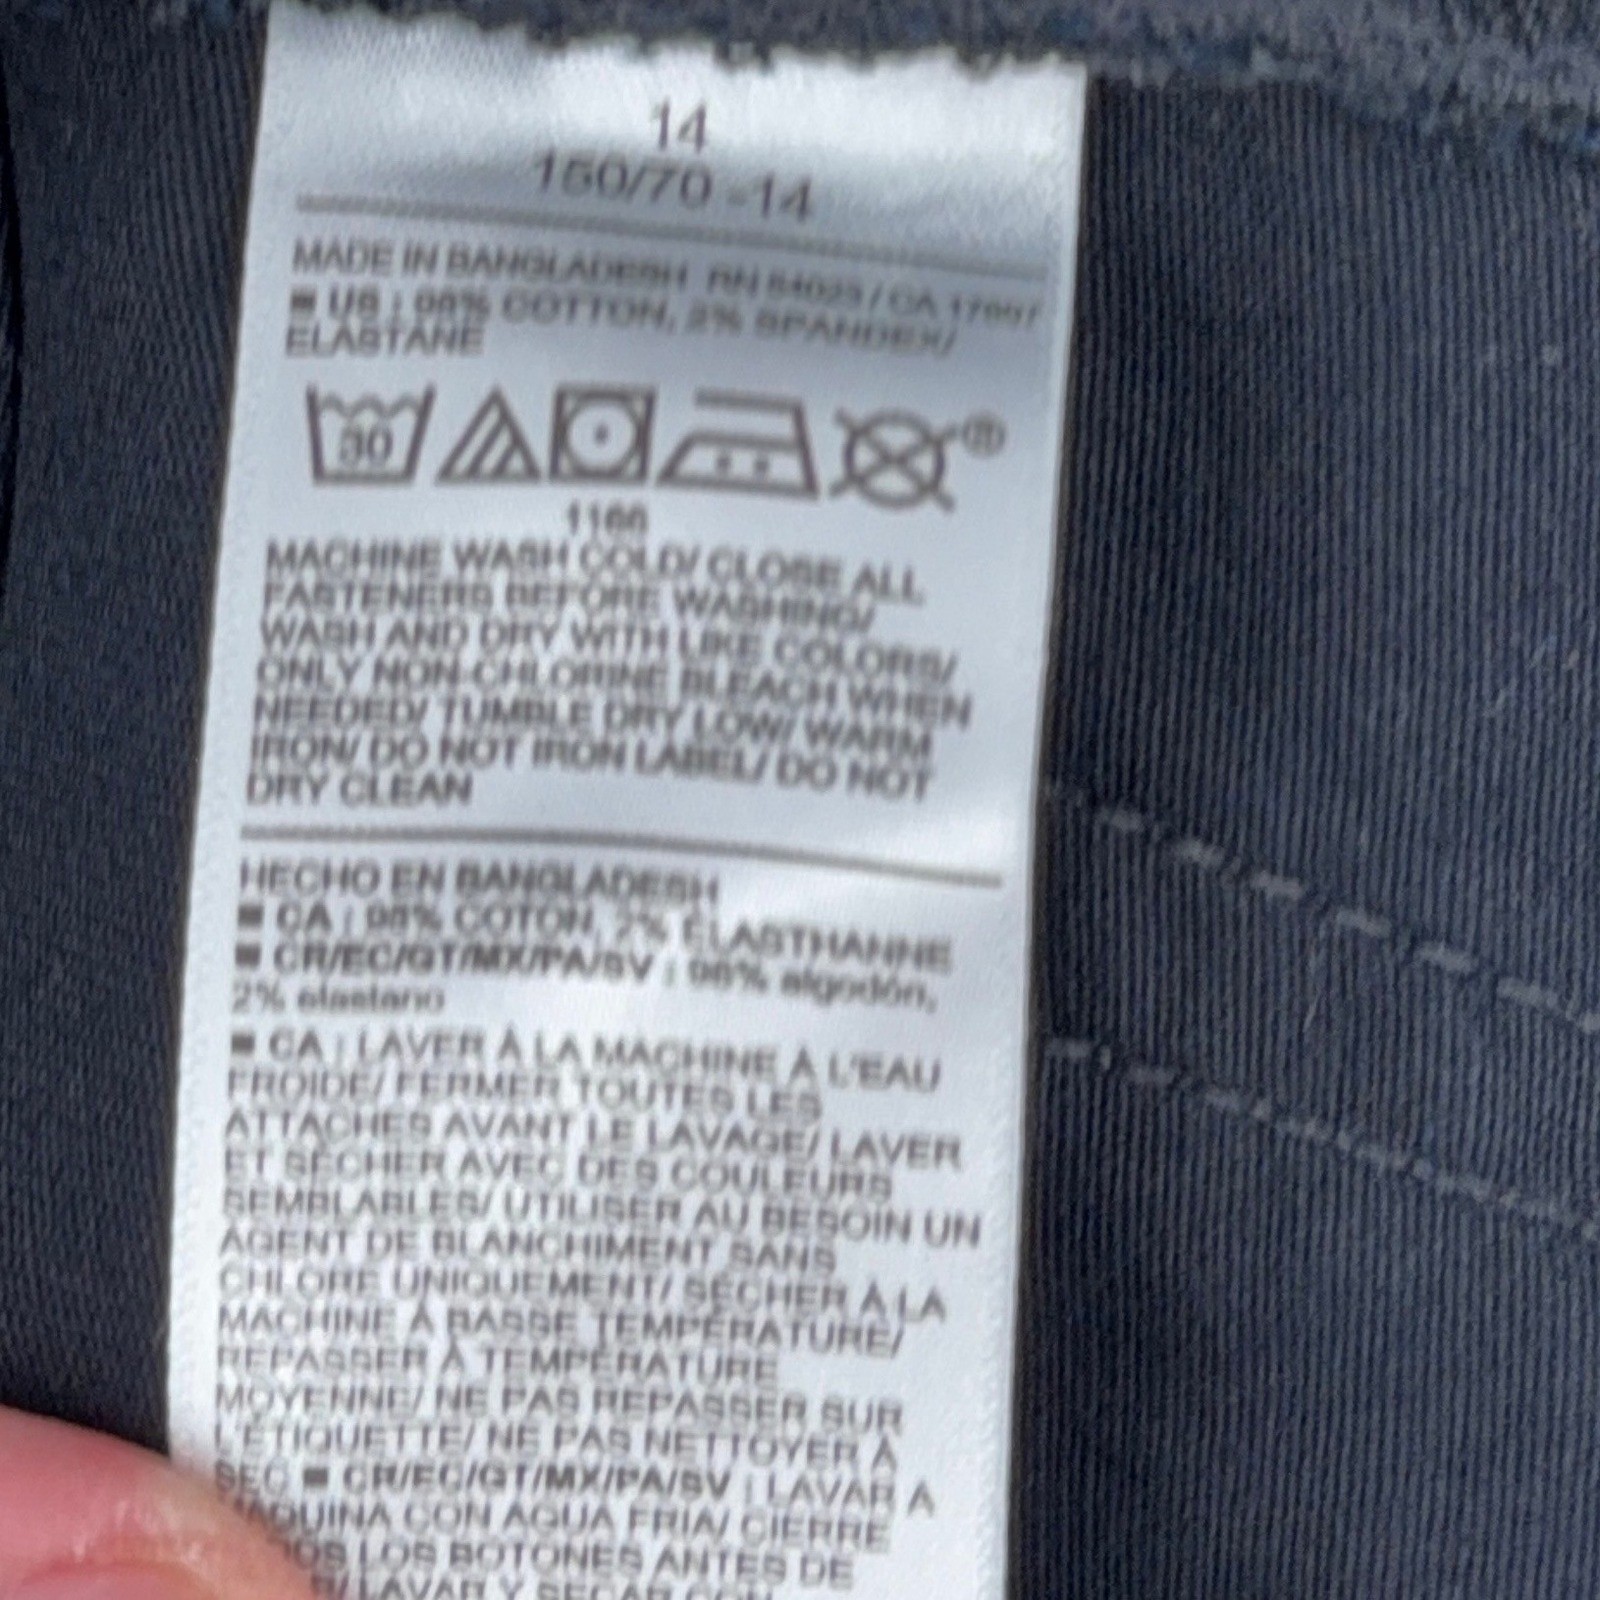 14
150/70 -14
MADE IN BANGLADESH RN 54023 / CA 17897
■ US : 98% COTTON, 2% SPANDEX/
ELASTANE
30
®
1166
MACHINE WASH COLD/ CLOSE ALL
FASTENERS BEFORE WASHING/
WASH AND DRY WITH LIKE COLORS/
ONLY NON-CHLORINE BLEACH WHEN
NEEDED/ TUMBLE DRY LOW/ WARM
IRON/ DO NOT IRON LABEL/ DO NOT
DRY CLEAN
HECHO EN BANGLADESH
■ CA : 98% COTON, 2% ELASTHANNE
■ CR/EC/GT/MX/PA/SV : 98% algodón,
2% elastano
■ CA : LAVER À LA MACHINE À L'EAU
FROIDE/ FERMER TOUTES LES
ATTACHES AVANT LE LAVAGE/ LAVER
ET SÉCHER AVEC DES COULEURS
SEMBLABLES/ UTILISER AU BESOIN UN
AGENT DE BLANCHIMENT SANS
CHLORE UNIQUEMENT/ SÉCHER À LA
MACHINE À BASSE TEMPÉRATURE/
REPASSER À TEMPÉRATURE
MOYENNE/ NE PAS REPASSER SUR
L'ÉTIQUETTE/ NE PAS NETTOYER À
SEC ■ CR/EC/GT/MX/PA/SV : LAVAR A
CON AGUA FRIA/ CIERRE
LOS BOTONES ANTES DE
LAVAR Y SECAR CON